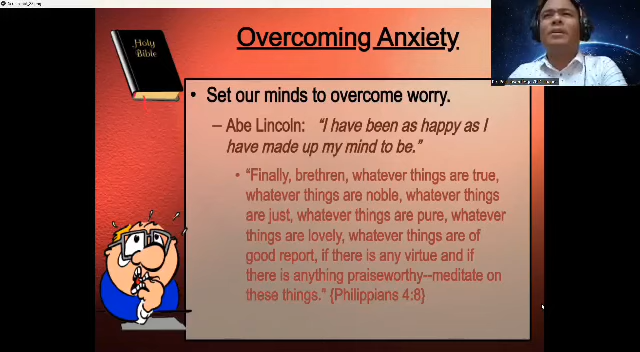 Holy
Bible
Overcoming Anxiety
• Set our minds to overcome worry.
– Abe Lincoln: “I have been as happy as I
have made up my mind to be.”
• “Finally, brethren, whatever things are true,
whatever things are noble, whatever things
are just, whatever things are pure, whatever
things are lovely, whatever things are of
good report, if there is any virtue and if
there is anything praiseworthy--meditate on
these things.” {Philippians 4:8}